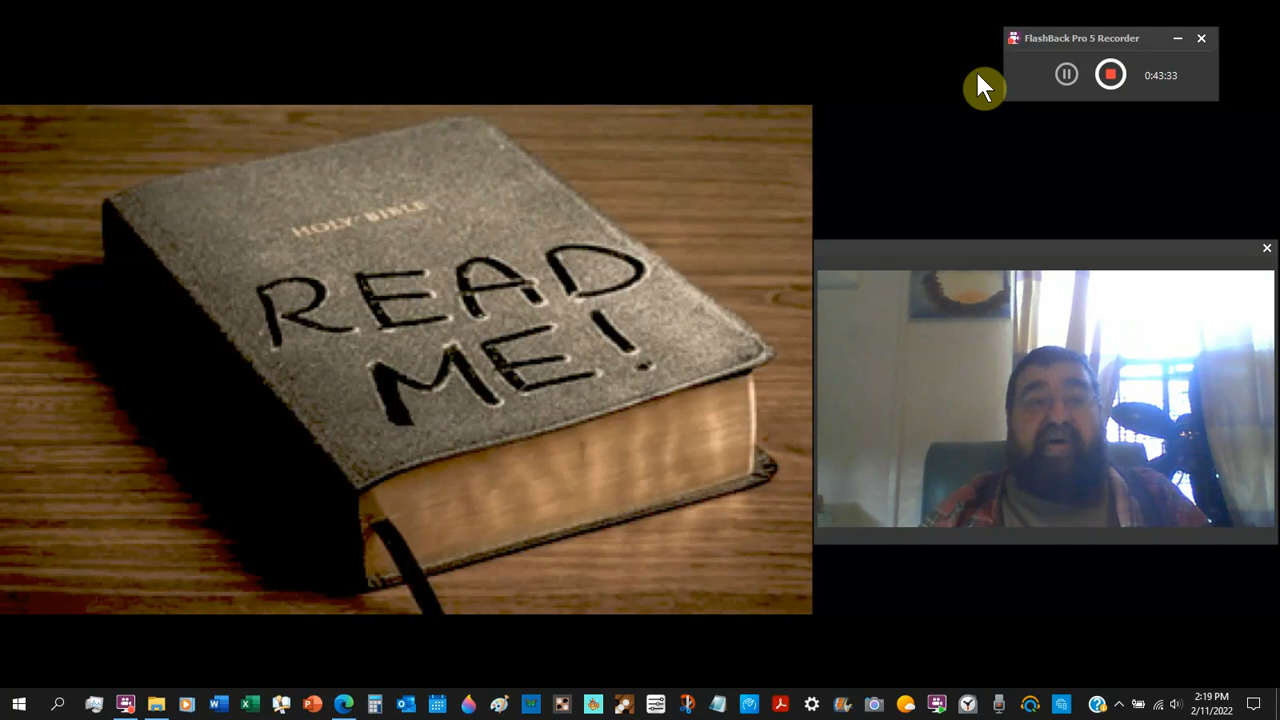 FlashBack Pro 5 Recorder
0:43:33
HOLY BIBLE
READ
ME!
2:19 PM
2/11/2022